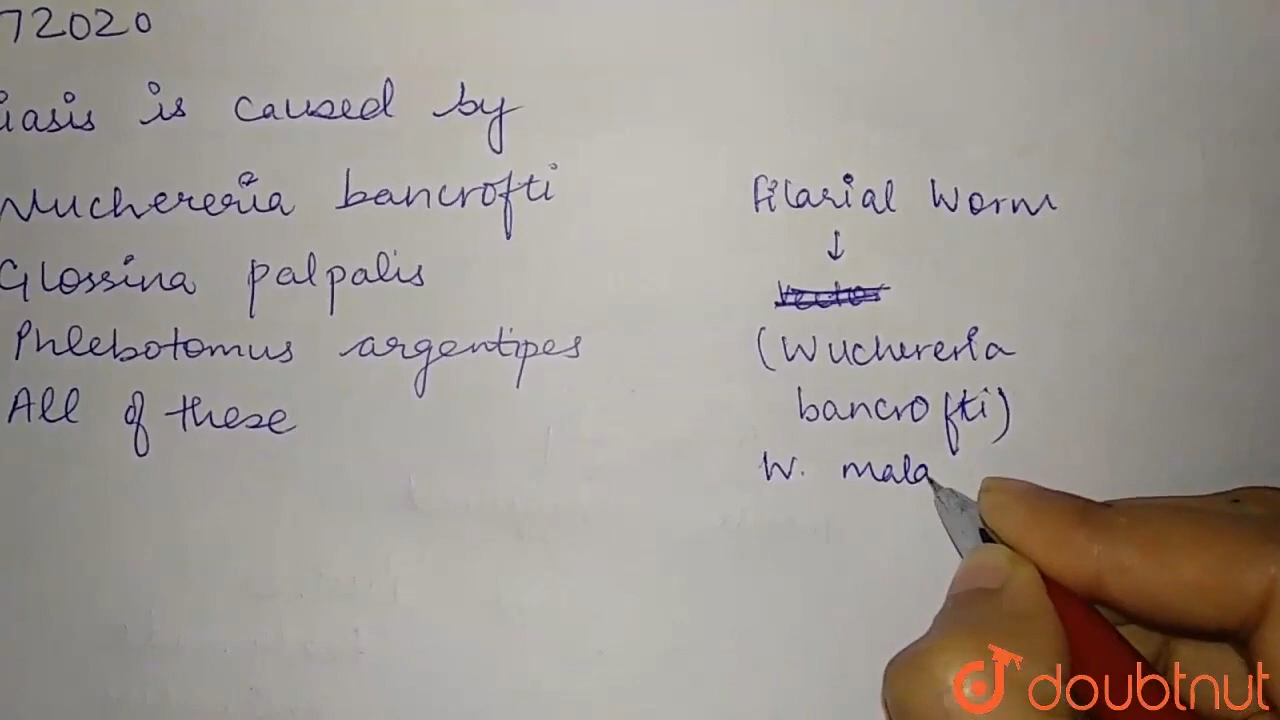 72020
iasis is caused by
Wuchereria bancrofti
Glossina palpalis
Phlebotomus argentipes
All of these
Filarial Worm
↓
(Wuchereria
bancrofti)
W. mala
doubtnut